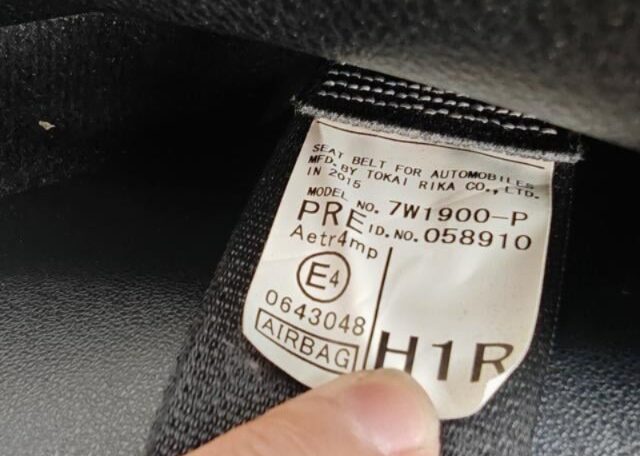 SEAT BELT FOR AUTOMOBILES
MFD. BY TOKAI RIKA CO., LTD.
IN 2015
MODEL NO. 7W1900-P
PRE ID.NO. 058910
Aetr4mp
E4
0643048
AIRBAG
H1R